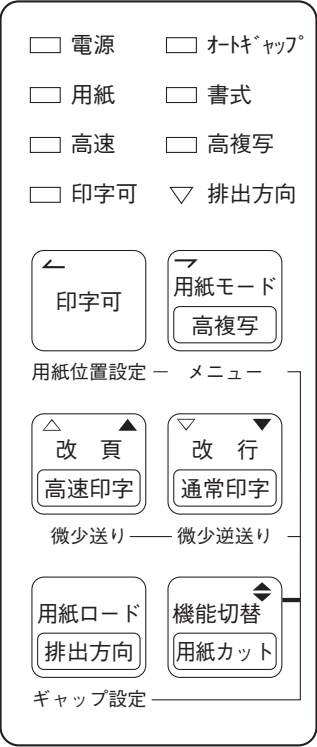 電源 ｵｰﾄｷﾞｬｯﾌﾟ
用紙 書式
高速 高複写
印字可 排出方向
印字可 用紙モード
高複写
用紙位置設定 メニュー
改 頁 改 行
高速印字 通常印字
微少送り 微少逆送り
用紙ロード 機能切替
排出方向 用紙カット
ギャップ設定